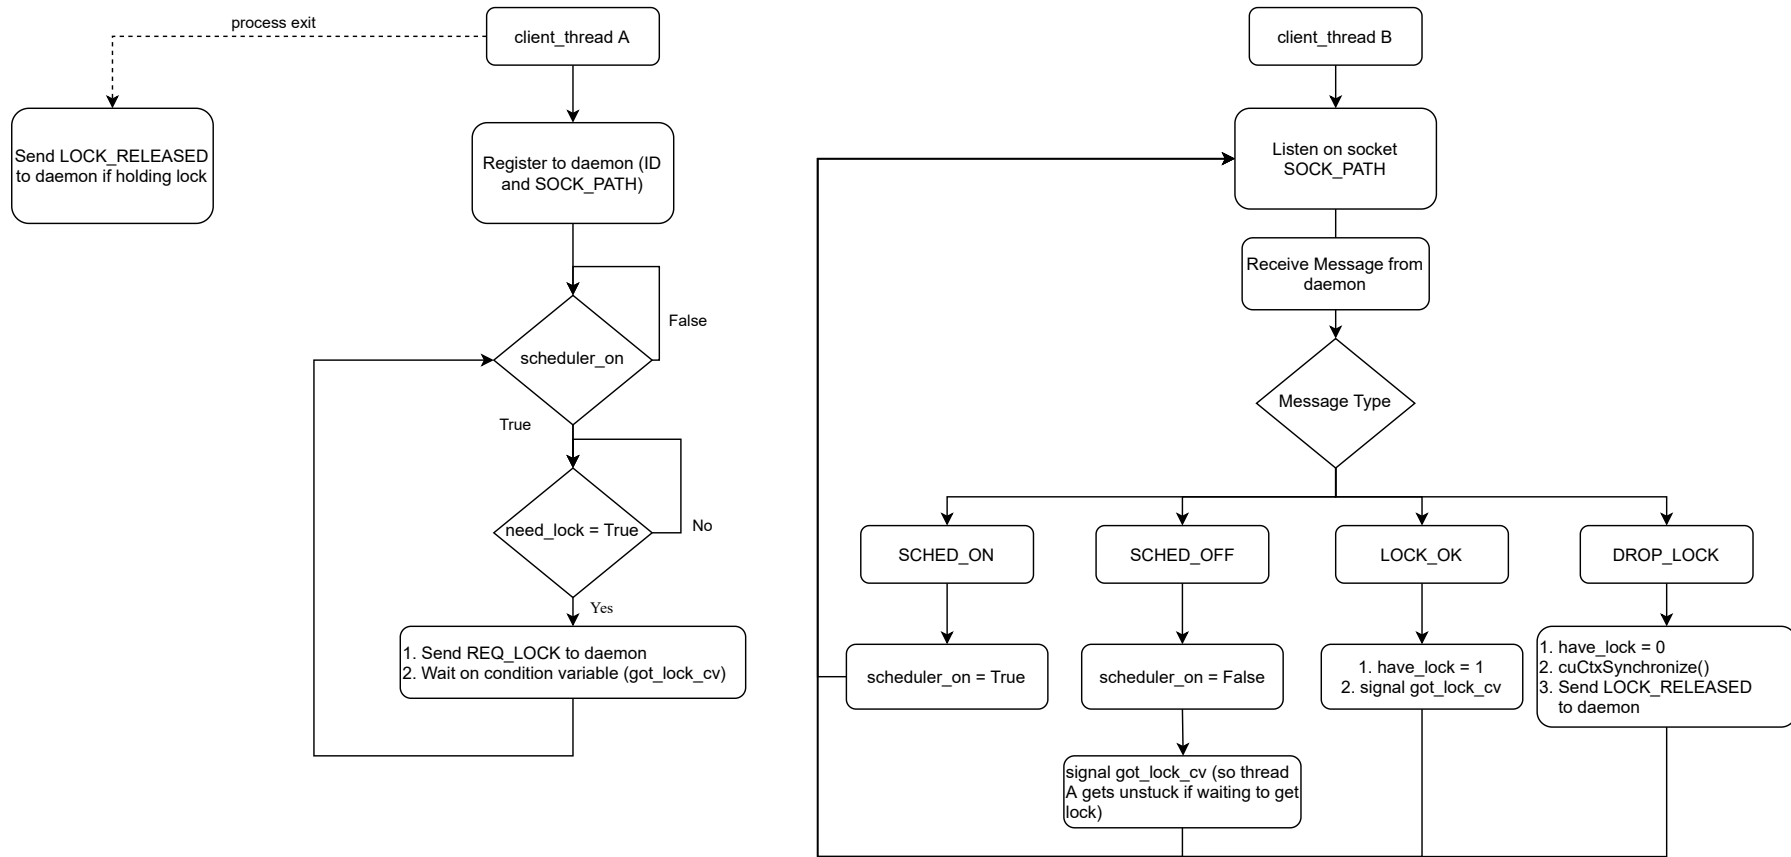 process exit
client_thread A
Send LOCK_RELEASED
to daemon if holding lock
Register to daemon (ID
and SOCK_PATH)
False
scheduler_on
True
need_lock = True
No
Yes
1. Send REQ_LOCK to daemon
2. Wait on condition variable (got_lock_cv)
client_thread B
Listen on socket
SOCK_PATH
Receive Message from
daemon
Message Type
SCHED_ON
SCHED_OFF
LOCK_OK
DROP_LOCK
scheduler_on = True
scheduler_on = False
1. have_lock = 1
2. signal got_lock_cv
1. have_lock = 0
2. cuCtxSynchronize()
3. Send LOCK_RELEASED
to daemon
signal got_lock_cv (so thread
A gets unstuck if waiting to get
lock)